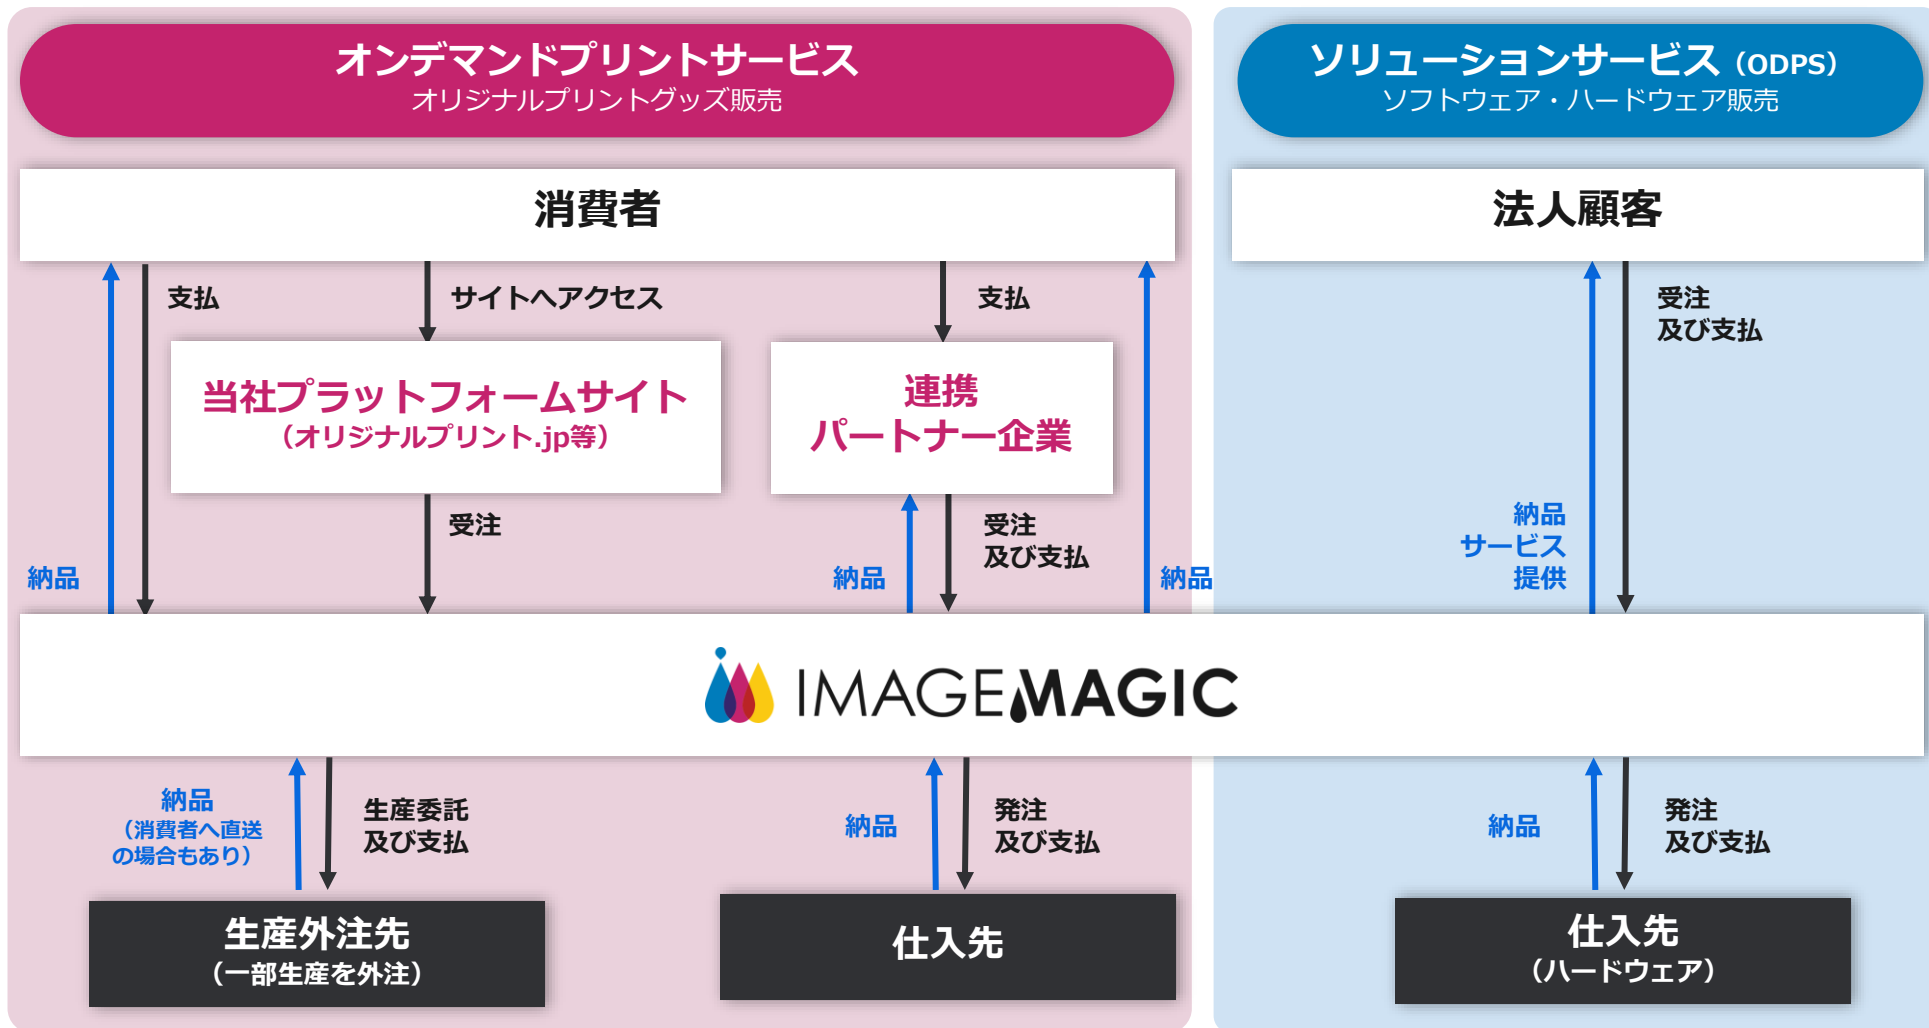 オンデマンドプリントサービス
オリジナルプリントグッズ販売
ソリューションサービス（ODPS）
ソフトウェア・ハードウェア販売
消費者
法人顧客
支払
サイトへアクセス
支払
受注
及び支払
当社プラットフォームサイト
（オリジナルプリント.jp等）
連携
パートナー企業
納品
受注
納品
受注
及び支払
納品
納品
サービス
提供
IMAGEMAGIC
納品
（消費者へ直送
の場合もあり）
生産委託
及び支払
納品
発注
及び支払
納品
発注
及び支払
生産外注先
（一部生産を外注）
仕入先
仕入先
（ハードウェア）